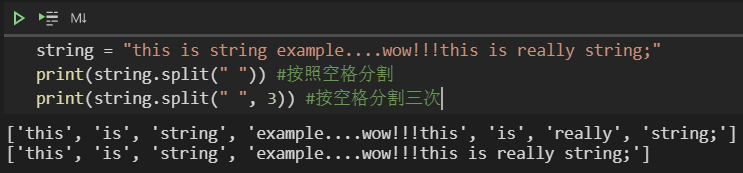 M↓
string = "this is string example....wow!!!this is really string;"
print(string.split(" ")) #按照空格分割
print(string.split(" ", 3)) #按空格分割三次
['this', 'is', 'string', 'example....wow!!!this', 'is', 'really', 'string;']
['this', 'is', 'string', 'example....wow!!!this is really string;']